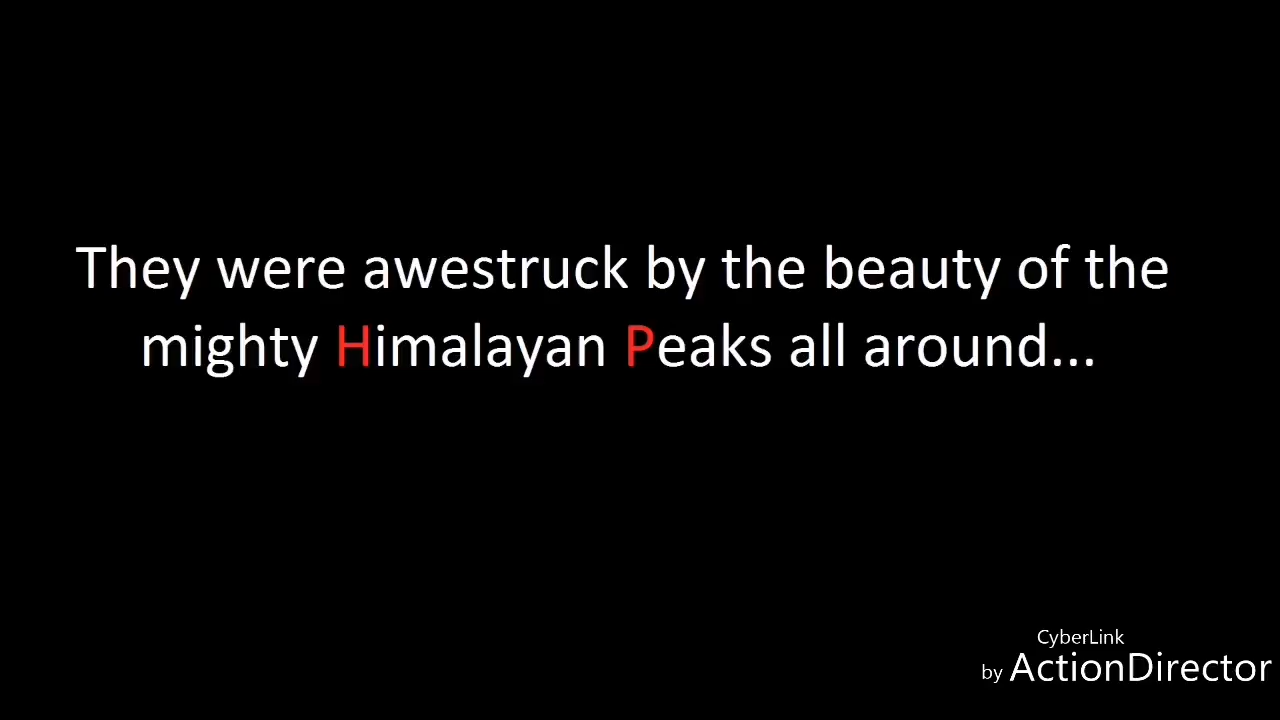 They were awestruck by the beauty of the
mighty Himalayan Peaks all around...
CyberLink
by ActionDirector